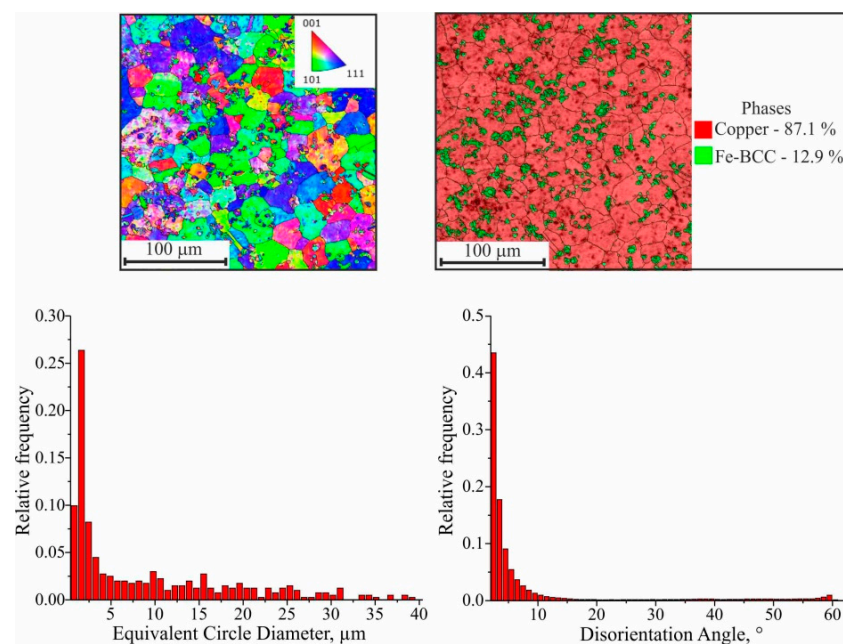 001
101
111
100 μm
100 μm
Phases
Copper - 87.1 %
Fe-BCC - 12.9 %
0.30
0.25
0.20
0.15
0.10
0.05
0.00
Relative frequency
5 10 15 20 25 30 35 40
Equivalent Circle Diameter, μm
0.5
0.4
0.3
0.2
0.1
0.0
Relative frequency
10 20 30 40 50 60
Disorientation Angle, °